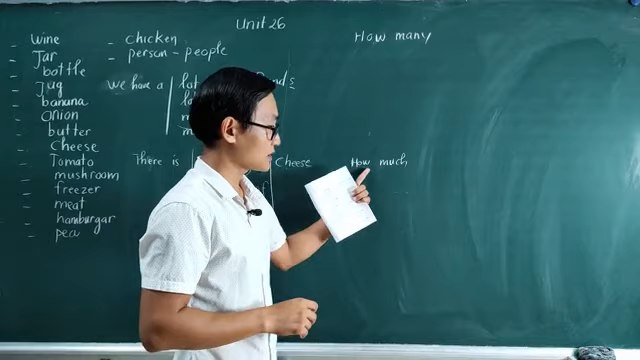 Unit 26
- Wine
- Jar
- bottle
- Jug
- banana
- onion
- butter
- Cheese
- Tomato
- mushroom
- freezer
- meat
- hamburgar
- pea
- chicken
- person - people
We have a
There is
Cheese
How many
How much